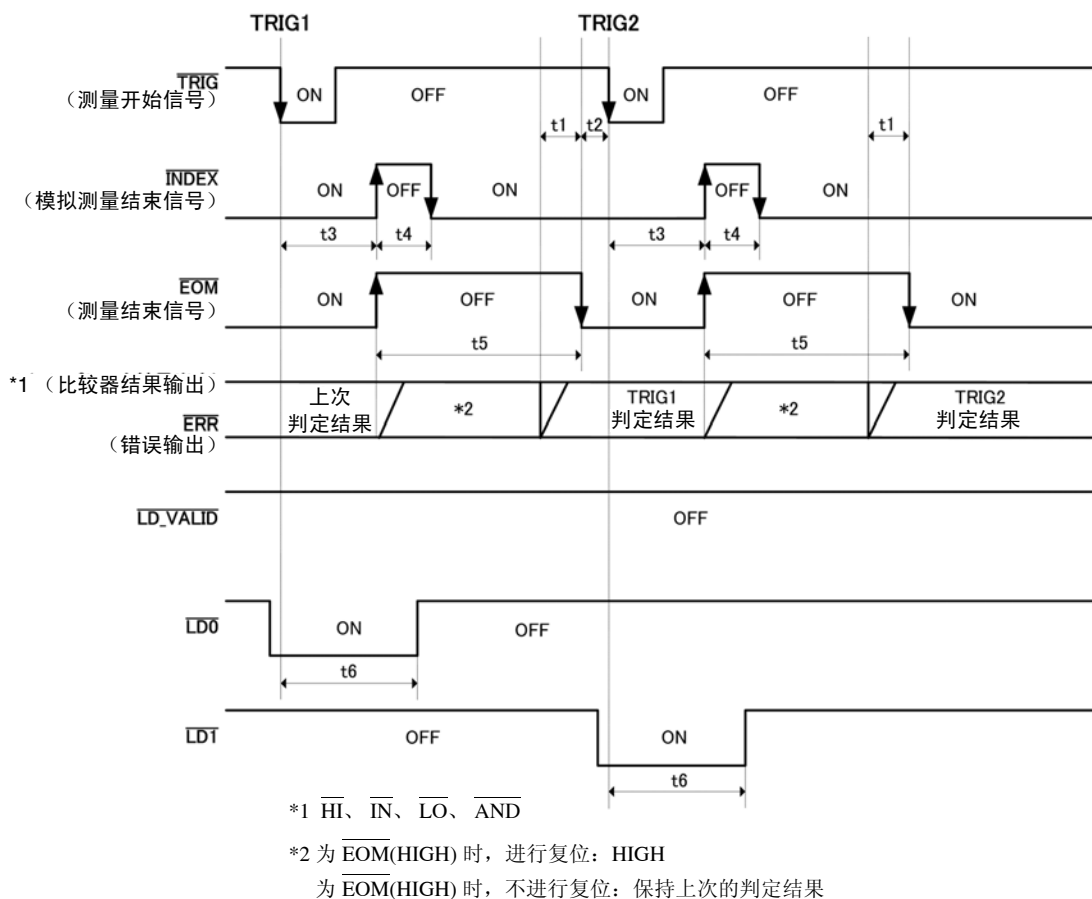 TRIG1 TRIG2
TRIG
（测量开始信号） ON OFF ON OFF
t1 t2 t1
INDEX
（模拟测量结束信号） ON OFF ON OFF ON
t3 t4 t3 t4
EOM
（测量结束信号） ON OFF ON OFF ON
t5 t5
*1 （比较器结果输出）
上次 TRIG1 TRIG2
判定结果 *2 判定结果 *2 判定结果
ERR
（错误输出）
LD_VALID OFF
LD0 ON OFF
t6
LD1 OFF ON
t6
*1 HI、 IN、 LO、 AND
*2 为 EOM(HIGH) 时，进行复位：HIGH
为 EOM(HIGH) 时，不进行复位：保持上次的判定结果